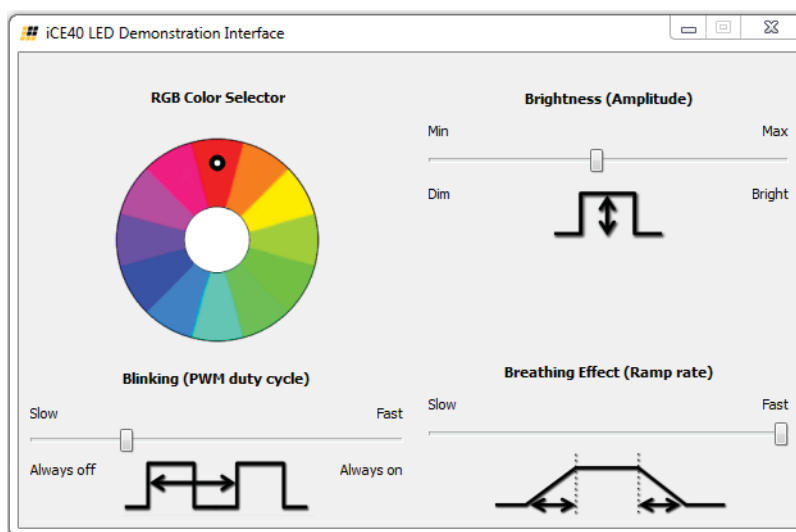 iCE40 LED Demonstration Interface
RGB Color Selector
Brightness (Amplitude)
Min Max
Dim Bright
Blinking (PWM duty cycle)
Slow Fast
Always off Always on
Breathing Effect (Ramp rate)
Slow Fast